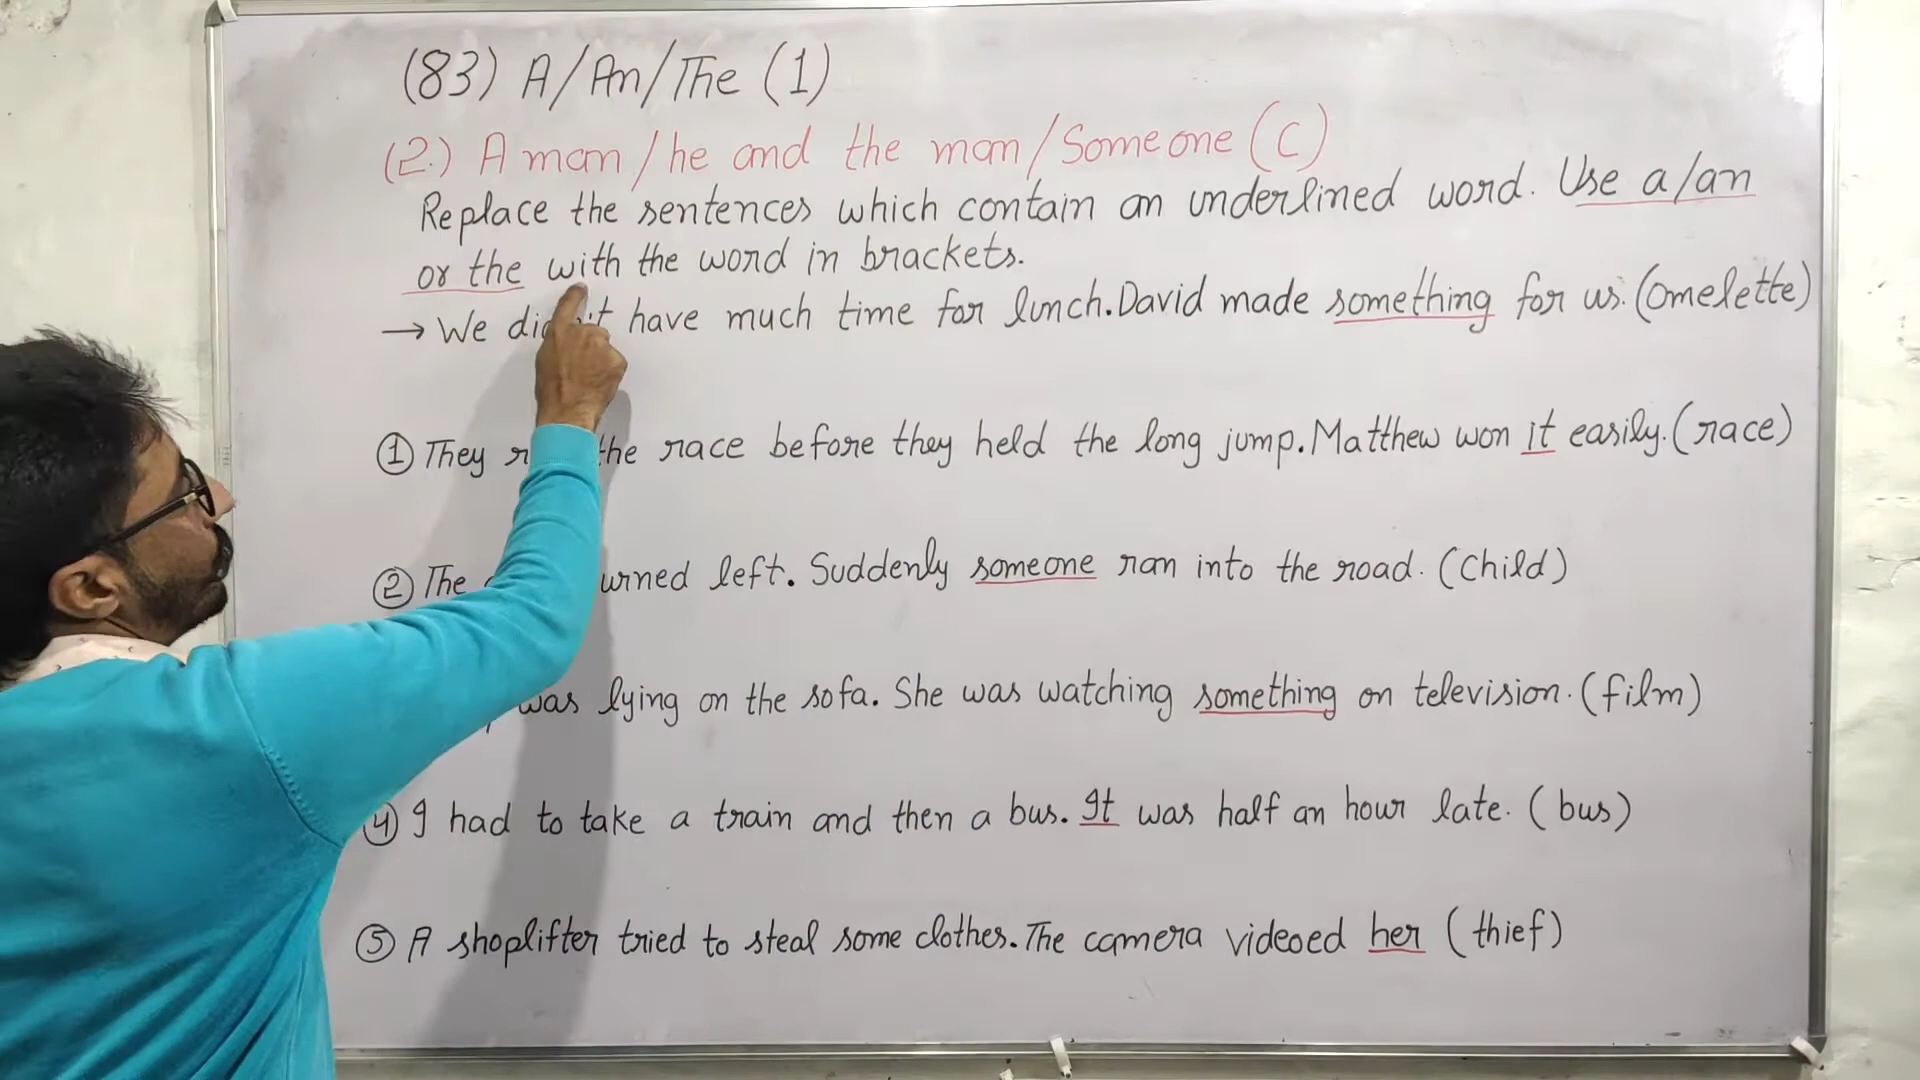 (83) A/An/The (1)
(2.) A man/he and the man/Someone (C)
Replace the sentences which contain an underlined word. Use a/an
or the with the word in brackets.
→ We didn't have much time for lunch. David made something for us. (omelette)
① They the race before they held the long jump. Matthew won it easily. (race)
② The left. Suddenly someone ran into the road. (Child)
was lying on the sofa. She was watching something on television. (film)
④ I had to take a train and then a bus. It was half an hour late. (bus)
⑤ A shoplifter tried to steal some clothes. The camera videoed her (thief)